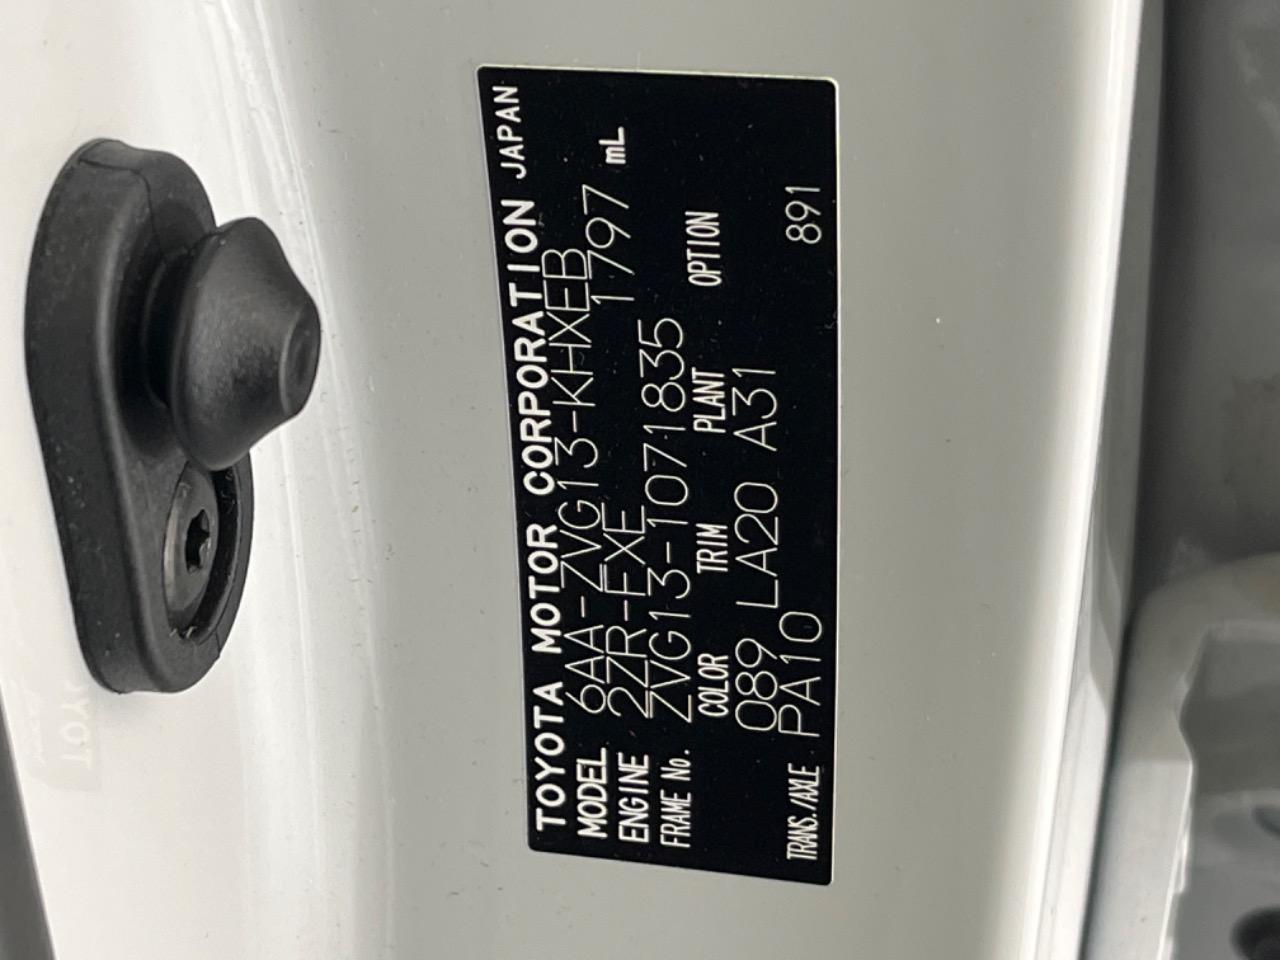 TOYOTA MOTOR CORPORATION JAPAN
MODEL 6AA-ZVG13-KHXEB
ENGINE 2ZR-FXE 1797 mL
FRAME No. ZVG13-1071835
COLOR TRIM PLANT OPTION
089 LA20 A31
TRANS./AXLE PA10 891